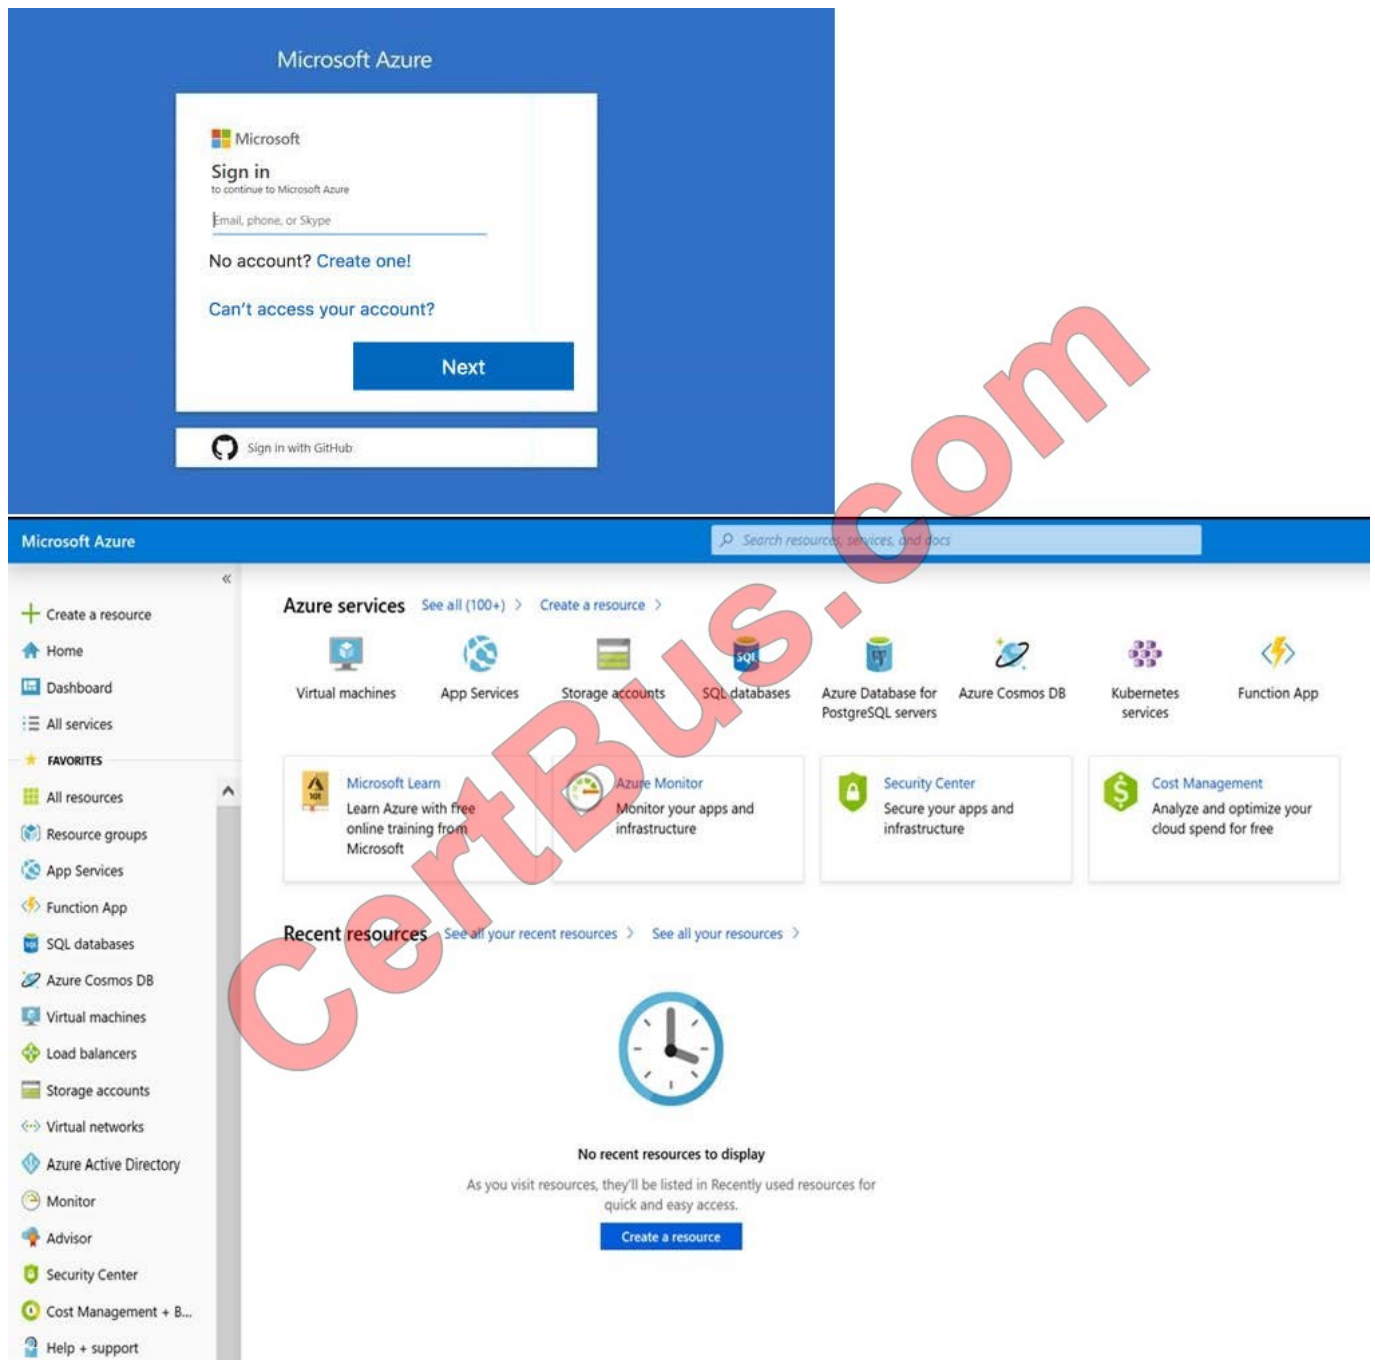 Microsoft Azure
Microsoft
Sign in
to continue to Microsoft Azure
Email, phone, or Skype
No account? Create one!
Can't access your account?
Next
Sign in with GitHub
Microsoft Azure
Search resources, services, and docs
«
Create a resource
Home
Dashboard
All services
FAVORITES
All resources
Resource groups
App Services
Function App
SQL databases
Azure Cosmos DB
Virtual machines
Load balancers
Storage accounts
Virtual networks
Azure Active Directory
Monitor
Advisor
Security Center
Cost Management + B...
Help + support
Azure services See all (100+) > Create a resource >
Virtual machines
App Services
Storage accounts
SQL
SQL databases
Azure Database for
PostgreSQL servers
Azure Cosmos DB
Kubernetes
services
Function App
101
Microsoft Learn
Learn Azure with free
online training from
Microsoft
Azure Monitor
Monitor your apps and
infrastructure
Security Center
Secure your apps and
infrastructure
Cost Management
Analyze and optimize your
cloud spend for free
Recent resources See all your recent resources > See all your resources >
No recent resources to display
As you visit resources, they'll be listed in Recently used resources for
quick and easy access.
Create a resource
CertBus.com